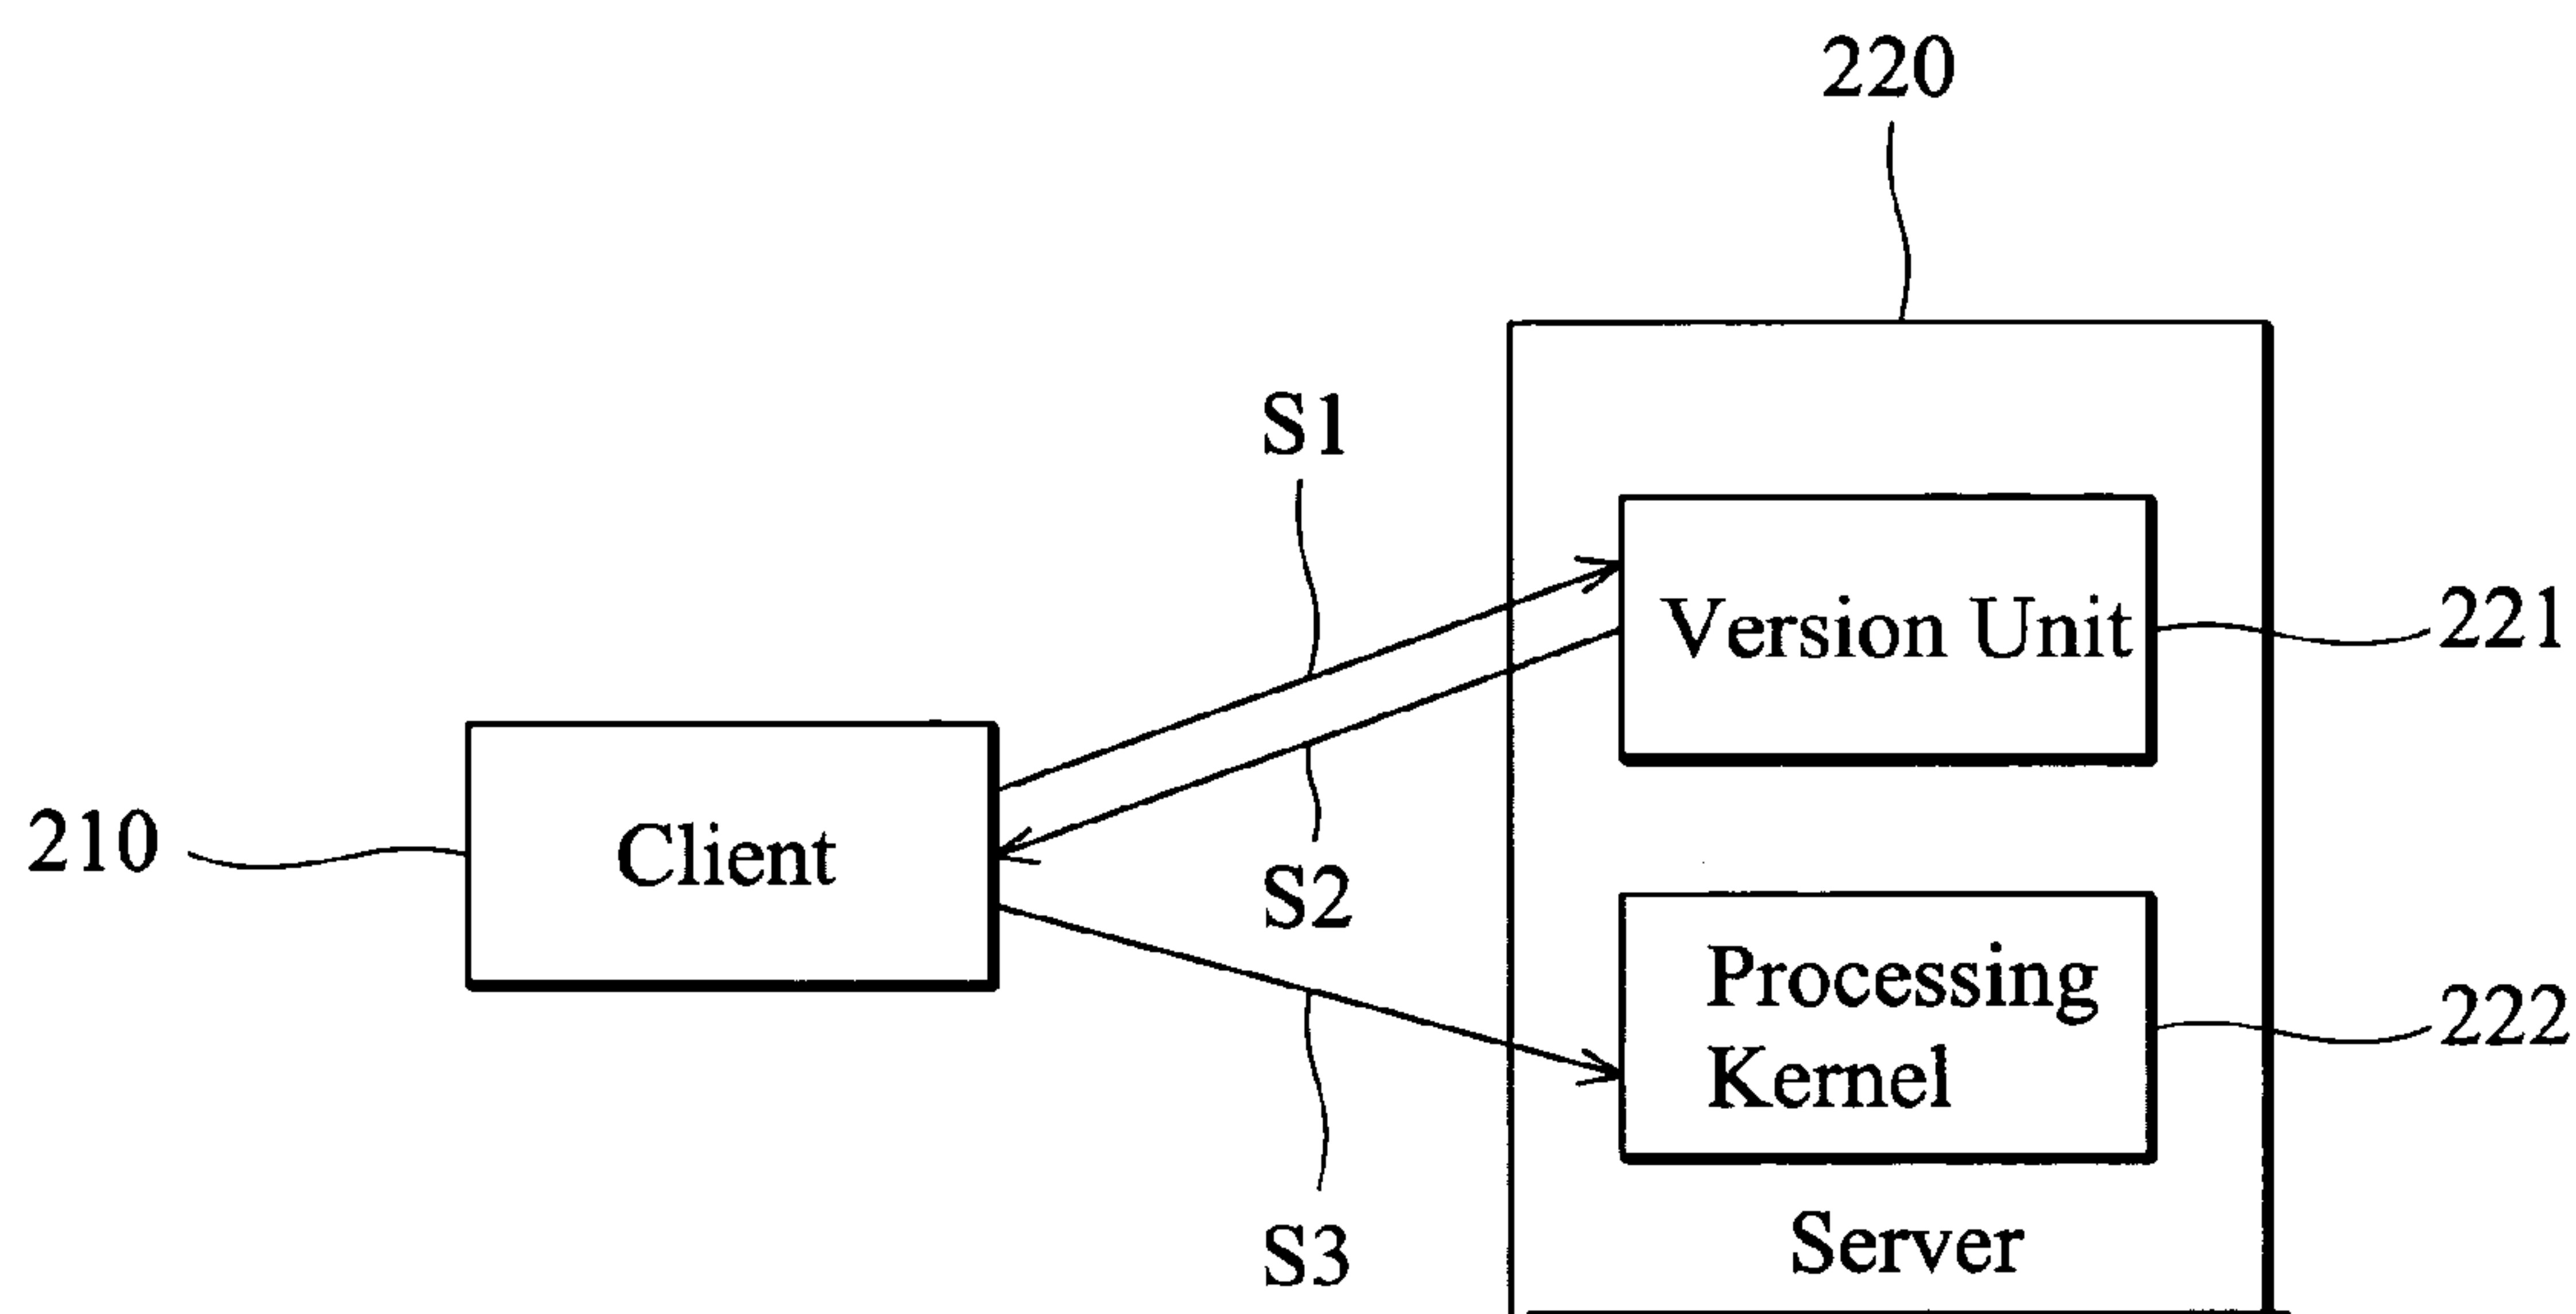 220
S1
Version Unit
221
210
Client
S2
Processing
Kernel
222
S3
Server